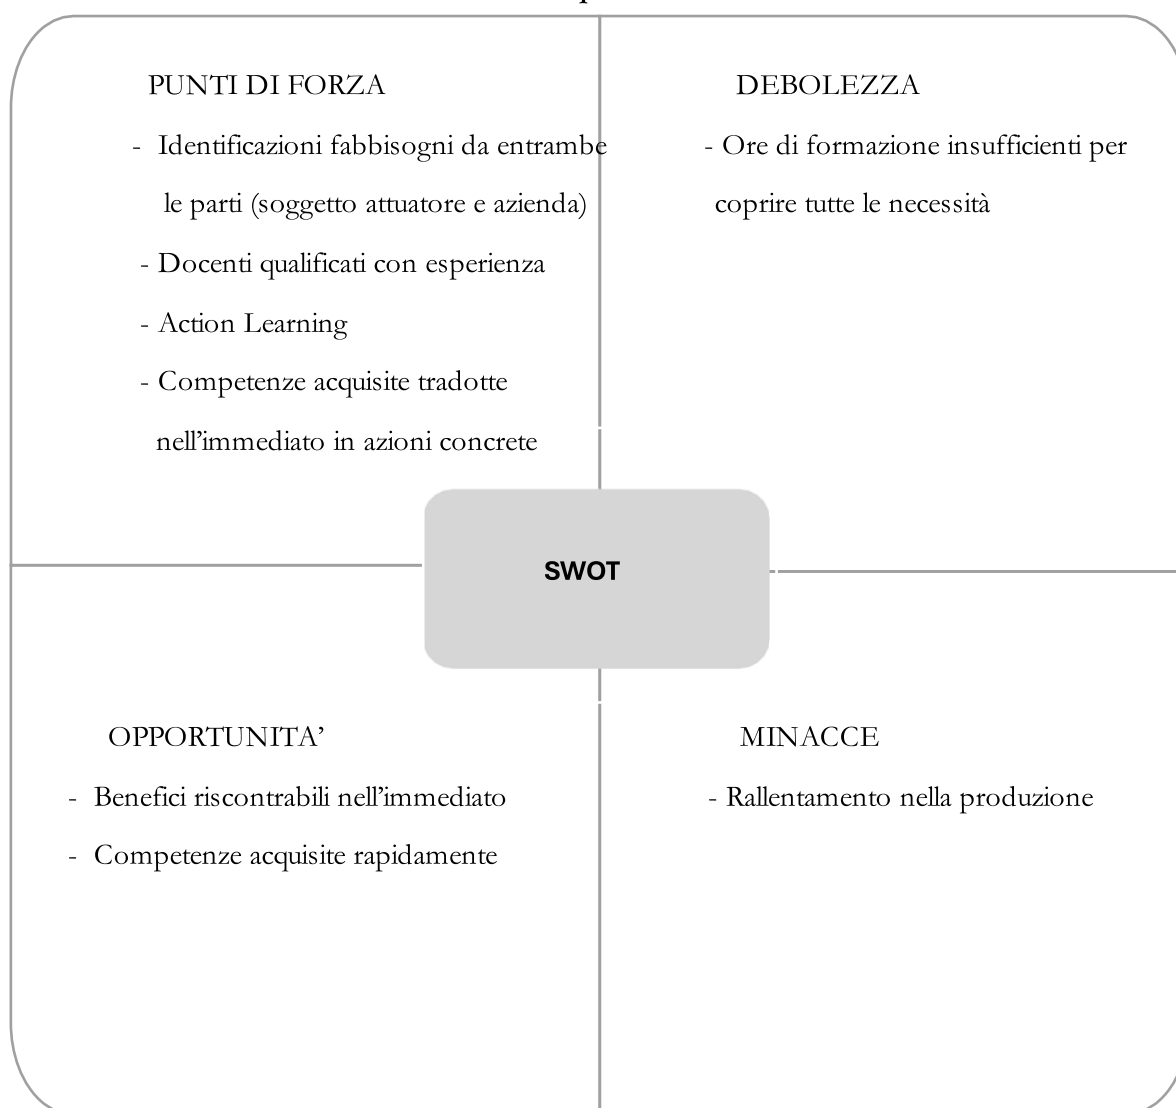 PUNTI DI FORZA
- Identificazioni fabbisogni da entrambe
le parti (soggetto attuatore e azienda)
- Docenti qualificati con esperienza
- Action Learning
- Competenze acquisite tradotte
nell’immediato in azioni concrete
DEBOLEZZA
- Ore di formazione insufficienti per
coprire tutte le necessità
SWOT
OPPORTUNITA’
- Benefici riscontrabili nell’immediato
- Competenze acquisite rapidamente
MINACCE
- Rallentamento nella produzione